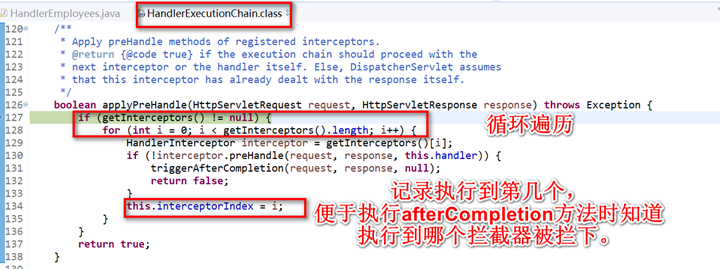 HandlerEmployees.java
HandlerExecutionChain.class
120 /**
121 * Apply preHandle methods of registered interceptors.
122 * @return {@code true} if the execution chain should proceed with the
123 * next interceptor or the handler itself. Else, DispatcherServlet assumes
124 * that this interceptor has already dealt with the response itself.
125 */
126 boolean applyPreHandle(HttpServletRequest request, HttpServletResponse response) throws Exception {
127 if (getInterceptors() != null) {
128 for (int i = 0; i < getInterceptors().length; i++) {
循环遍历
129 HandlerInterceptor interceptor = getInterceptors()[i];
130 if (!interceptor.preHandle(request, response, this.handler)) {
131 triggerAfterCompletion(request, response, null);
132 return false;
133 }
134 this.interceptorIndex = i;
记录执行到第几个,
便于执行afterCompletion方法时知道
执行到哪个拦截器被拦下。
135 }
136 }
137 return true;
138 }